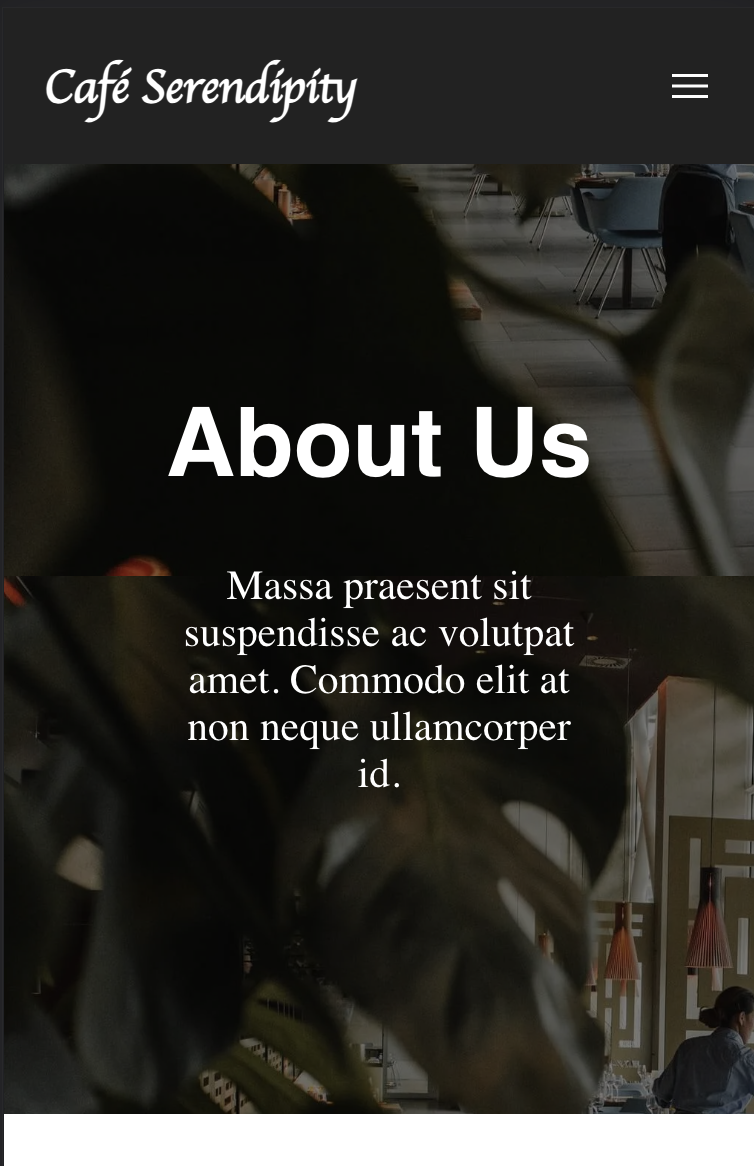 Café Serendipity
About Us
Massa praesent sit
suspendisse ac volutpat
amet. Commodo elit at
non neque ullamcorper
id.